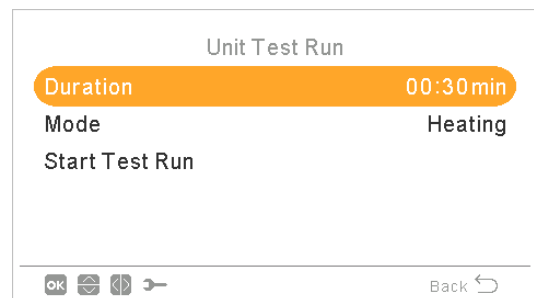 Unit Test Run
Duration 00:30min
Mode Heating
Start Test Run
OK Back